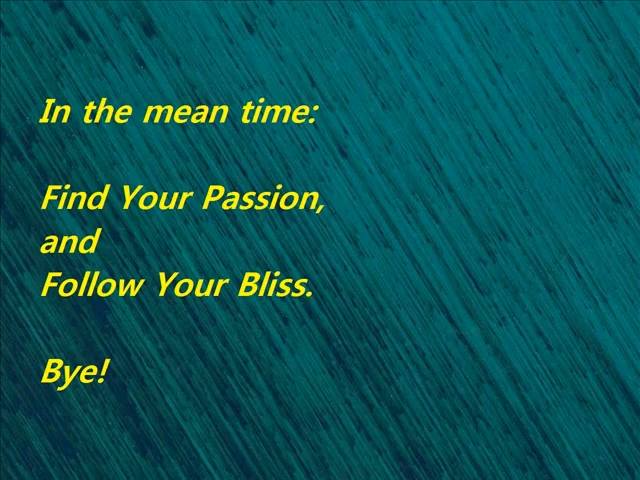 In the mean time:
Find Your Passion,
and
Follow Your Bliss.
Bye!